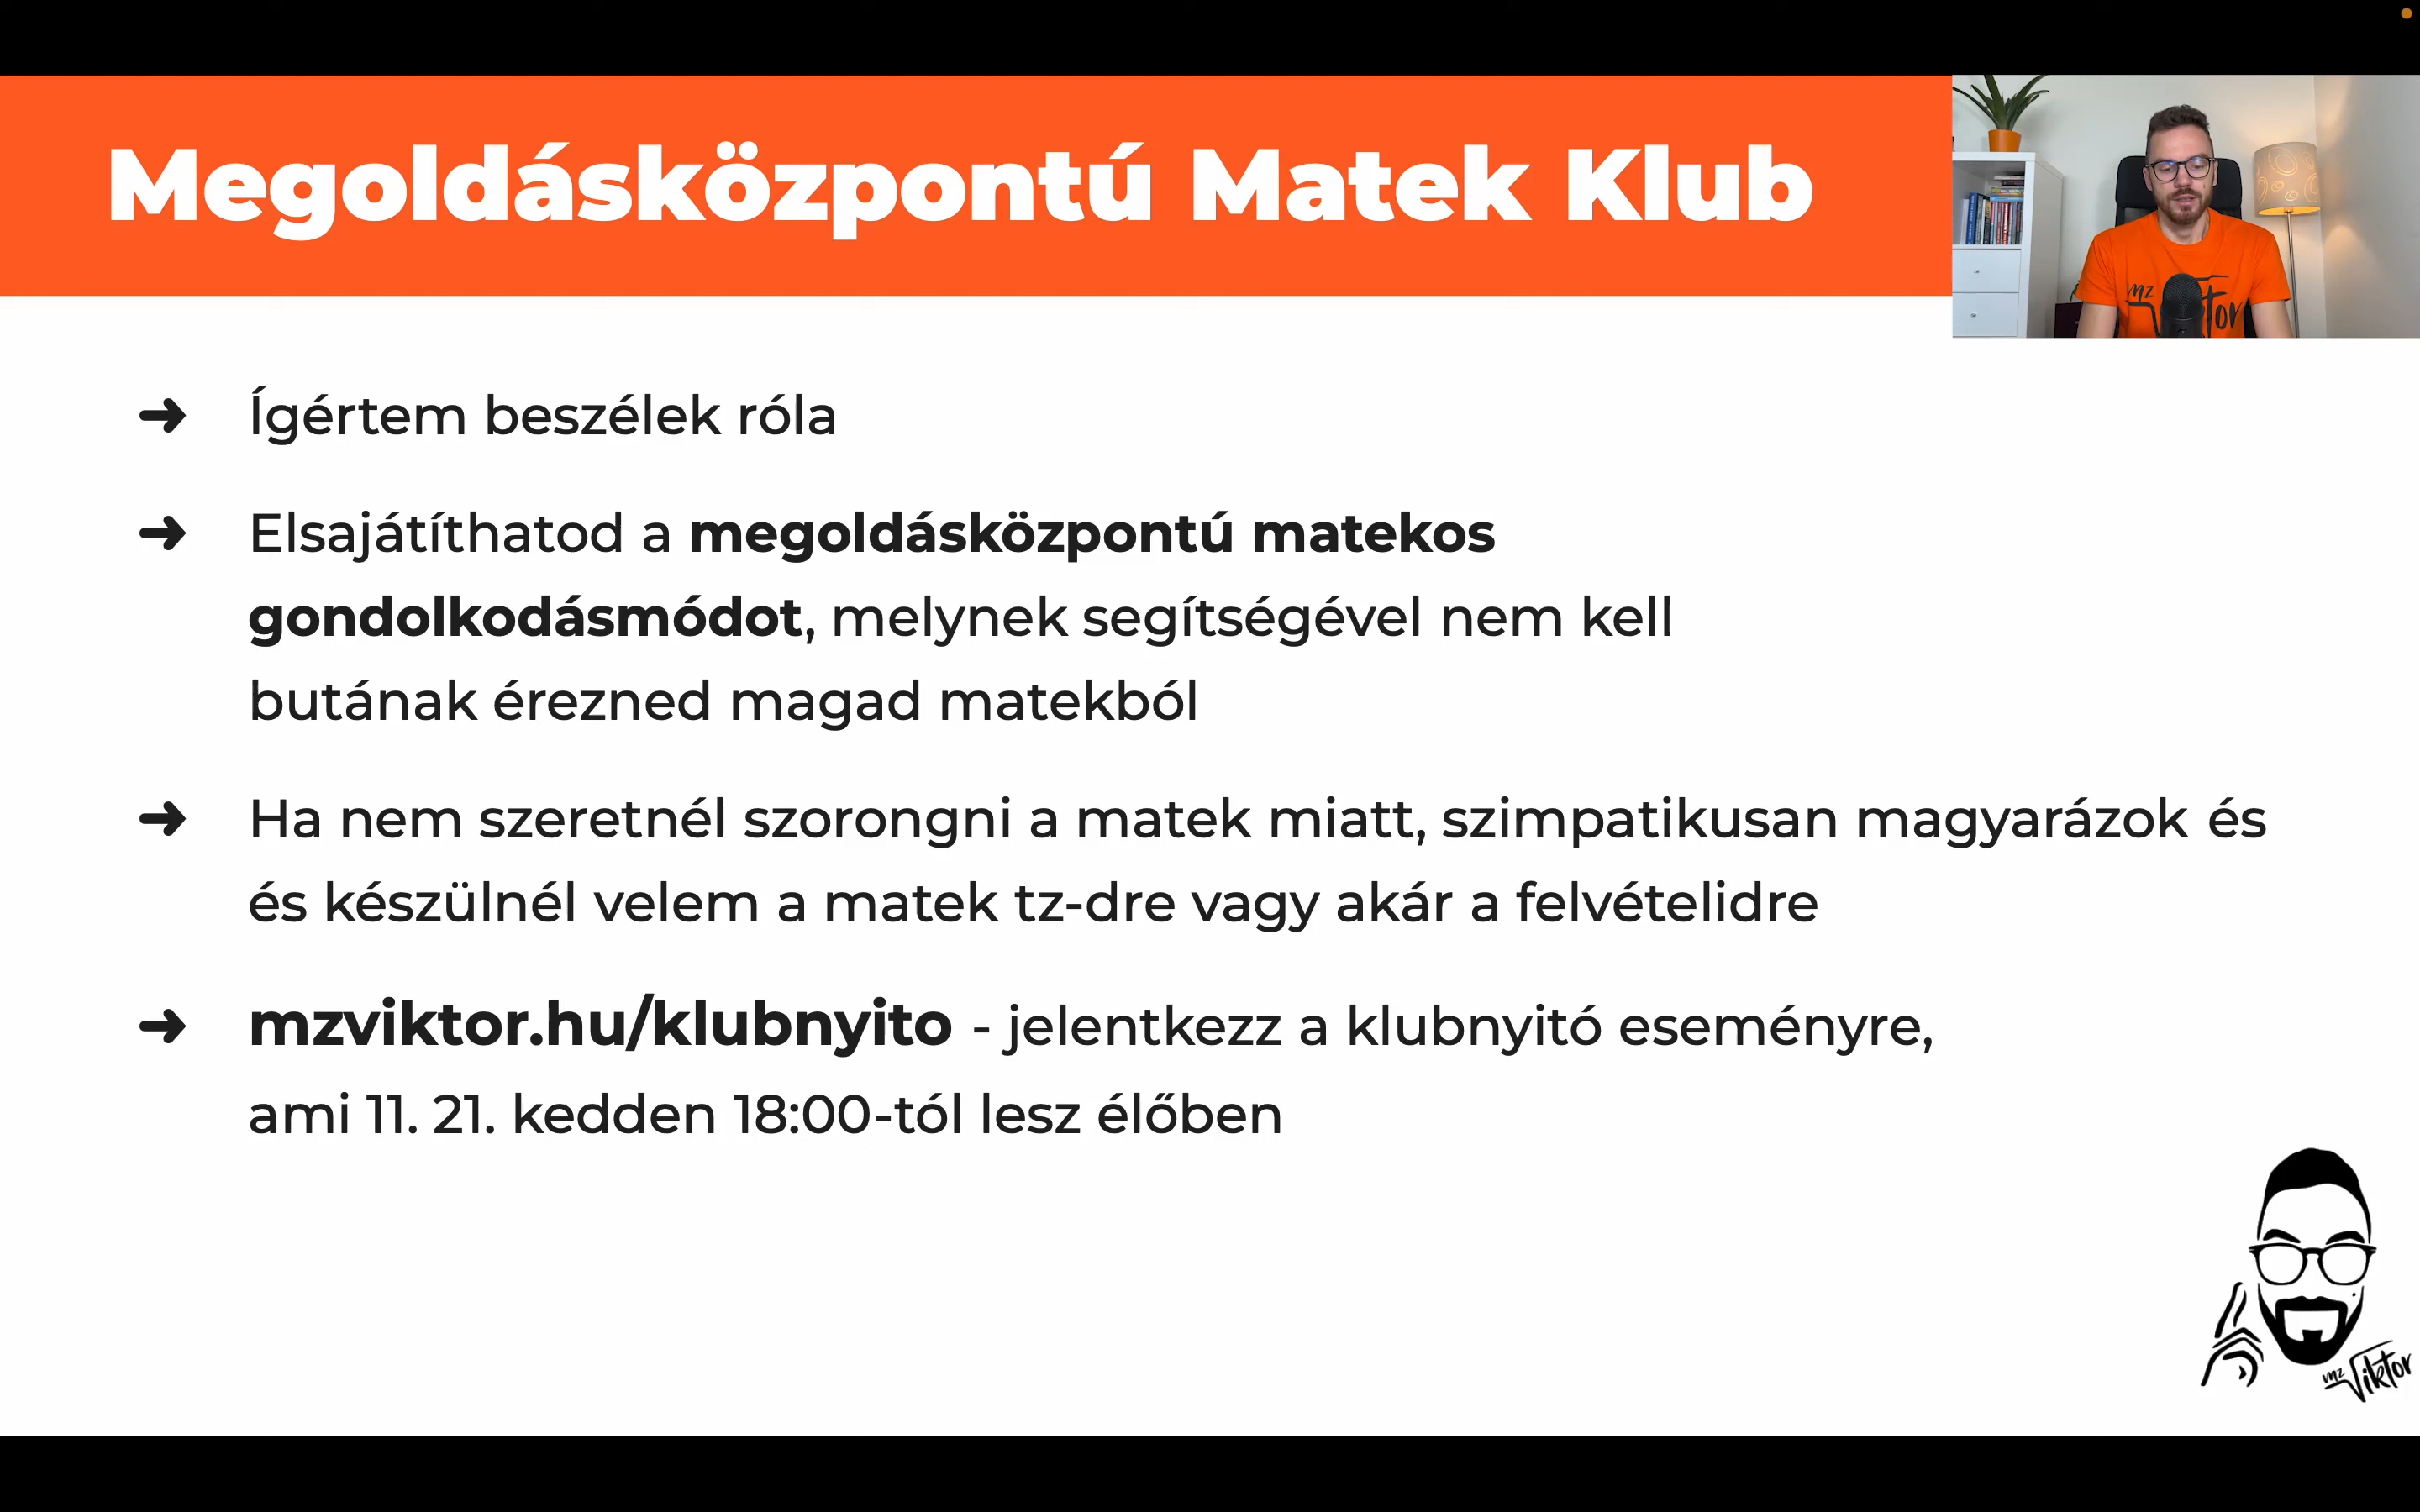 Megoldásközpontú Matek Klub
➜ Ígértem beszélek róla
➜ Elsajátíthatod a megoldásközpontú matekos
gondolkodásmódot, melynek segítségével nem kell
butának érezned magad matekból
➜ Ha nem szeretnél szorongni a matek miatt, szimpatikusan magyarázok és
és készülnél velem a matek tz-dre vagy akár a felvételidre
➜ mzviktor.hu/klubnyito - jelentkezz a klubnyitó eseményre,
ami 11. 21. kedden 18:00-tól lesz élőben
mz Viktor